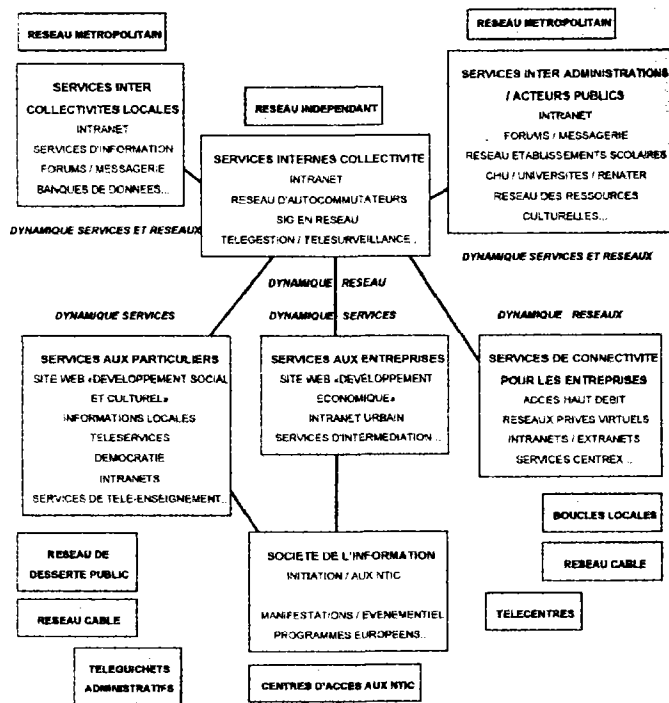 RESEAU METROPOLITAIN
SERVICES INTER
COLLECTIVITES LOCALES
INTRANET
SERVICES D'INFORMATION
FORUMS / MESSAGERIE
BANQUES DE DONNEES...
RESEAU INDEPENDANT
SERVICES INTERNES COLLECTIVITE
INTRANET
RESEAU D'AUTOCOMMUTATEURS
SIG EN RESEAU
TELEGESTION / TELESURVEILLANCE...
RESEAU METROPOLITAIN
SERVICES INTER ADMINISTRATIONS
/ ACTEURS PUBLICS
INTRANET
FORUMS / MESSAGERIE
RESEAU ETABLISSEMENTS SCOLAIRES
CHU / UNIVERSITES / RENATER
RESEAU DES RESSOURCES
CULTURELLES...
DYNAMIQUE SERVICES ET RESEAUX
DYNAMIQUE SERVICES ET RESEAUX
DYNAMIQUE RESEAU
DYNAMIQUE SERVICES
DYNAMIQUE SERVICES
DYNAMIQUE RESEAUX
SERVICES AUX PARTICULIERS
SITE WEB «DEVELOPPEMENT SOCIAL
ET CULTUREL»
INFORMATIONS LOCALES
TELESERVICES
DEMOCRATIE
INTRANETS
SERVICES DE TELE-ENSEIGNEMENT...
SERVICES AUX ENTREPRISES
SITE WEB «DEVELOPPEMENT
ECONOMIQUE»
INTRANET URBAIN
SERVICES D'INTERMEDIATION...
SERVICES DE CONNECTIVITE
POUR LES ENTREPRISES
ACCES HAUT DEBIT
RESEAUX PRIVES VIRTUELS
INTRANETS / EXTRANETS
SERVICES CENTREX...
RESEAU DE
DESSERTE PUBLIC
RESEAU CABLE
TELEGUICHETS
ADMINISTRATIFS
SOCIETE DE L'INFORMATION
INITIATION / AUX NTIC
MANIFESTATIONS / EVENEMENTIEL
PROGRAMMES EUROPEENS...
CENTRES D'ACCES AUX NTIC
BOUCLES LOCALES
RESEAU CABLE
TELECENTRES